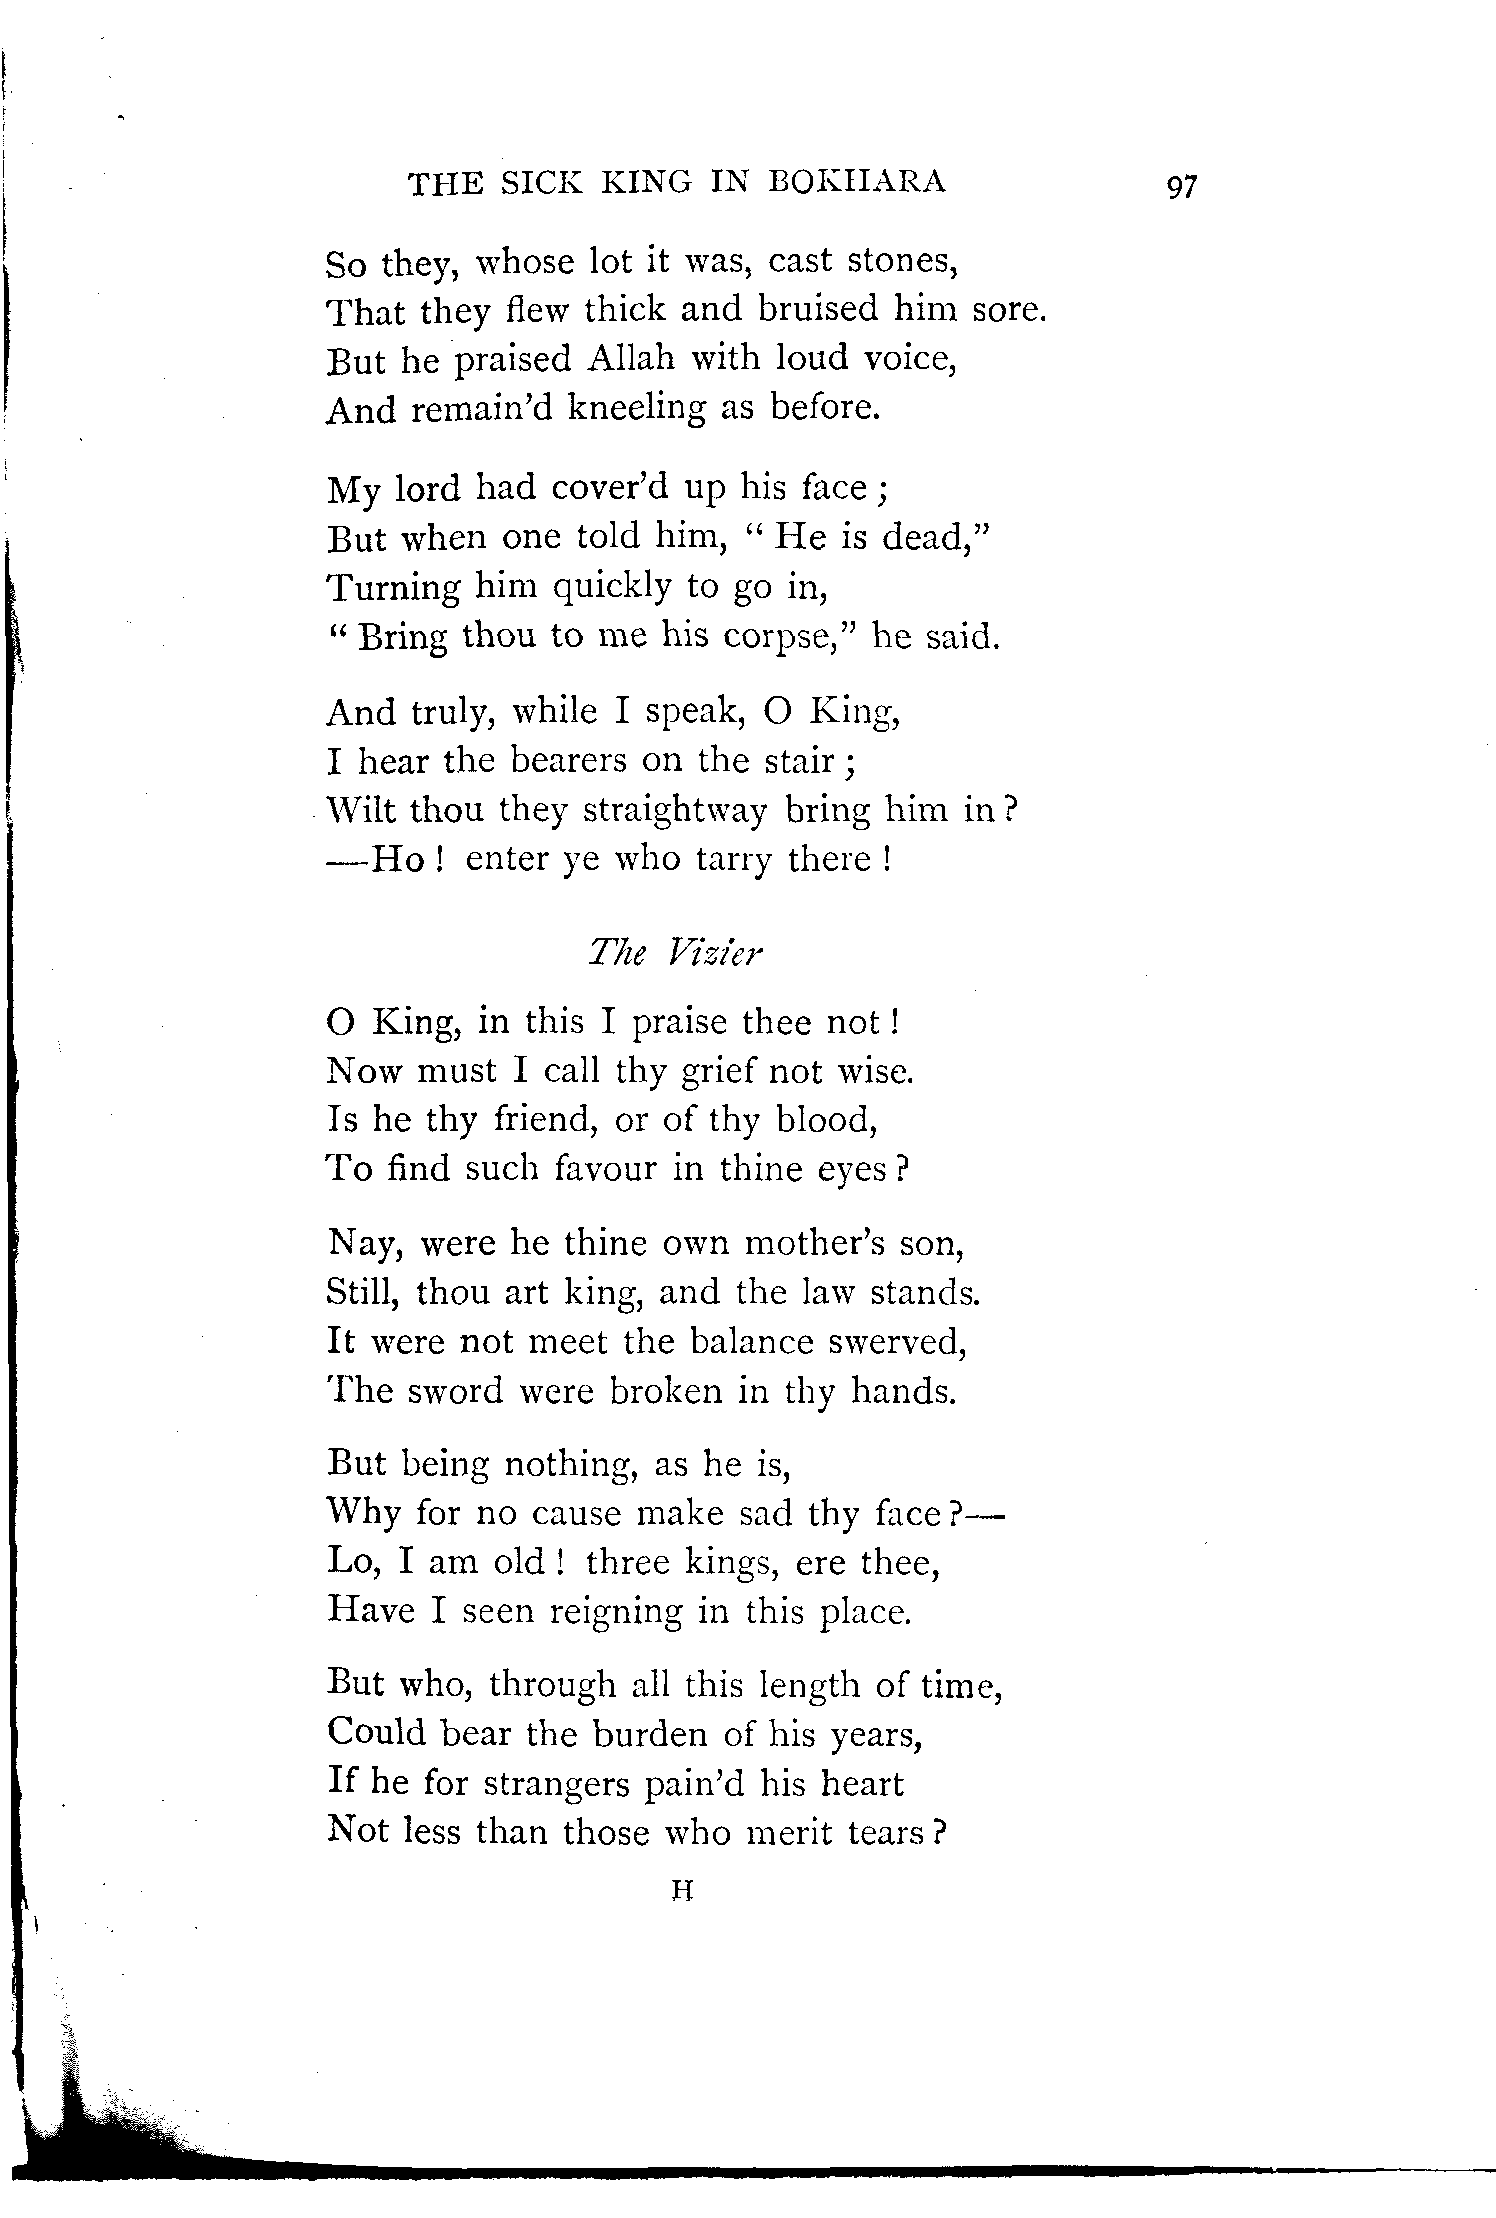 THE SICK KING IN BOKHARA 97
So they, whose lot it was, cast stones,
That they flew thick and bruised him sore.
But he praised Allah with loud voice,
And remain'd kneeling as before.
My lord had cover'd up his face ;
But when one told him, “ He is dead,”
Turning him quickly to go in,
“ Bring thou to me his corpse,” he said.
And truly, while I speak, O King,
I hear the bearers on the stair ;
Wilt thou they straightway bring him in ?
—Ho ! enter ye who tarry there !
The Vizier
O King, in this I praise thee not !
Now must I call thy grief not wise.
Is he thy friend, or of thy blood,
To find such favour in thine eyes ?
Nay, were he thine own mother's son,
Still, thou art king, and the law stands.
It were not meet the balance swerved,
The sword were broken in thy hands.
But being nothing, as he is,
Why for no cause make sad thy face ?—
Lo, I am old ! three kings, ere thee,
Have I seen reigning in this place.
But who, through all this length of time,
Could bear the burden of his years,
If he for strangers pain'd his heart
Not less than those who merit tears ?
H